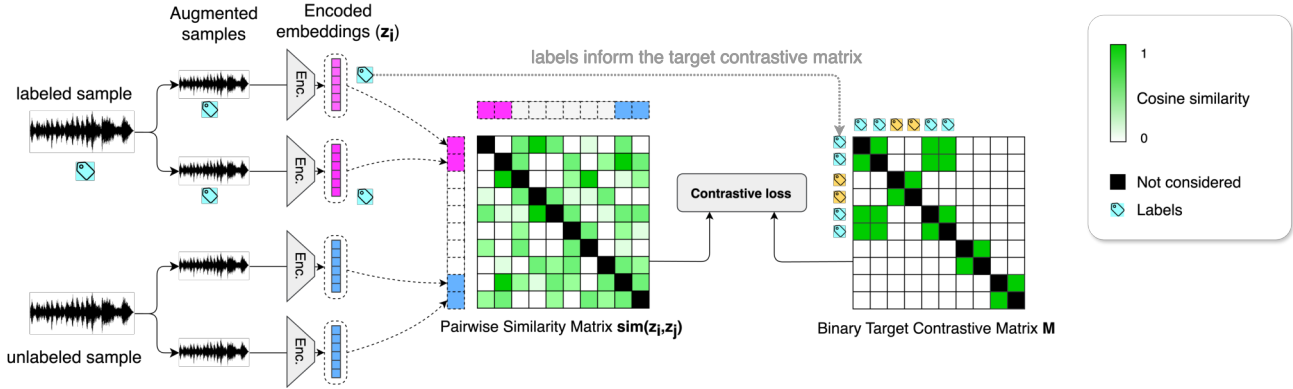 Augmented
samples
Encoded
embeddings (zi)
labeled sample
Enc.
Enc.
Enc.
Enc.
unlabeled sample
labels inform the target contrastive matrix
Contrastive loss
Pairwise Similarity Matrix sim(zi,zj)
Binary Target Contrastive Matrix M
1
Cosine similarity
0
Not considered
Labels